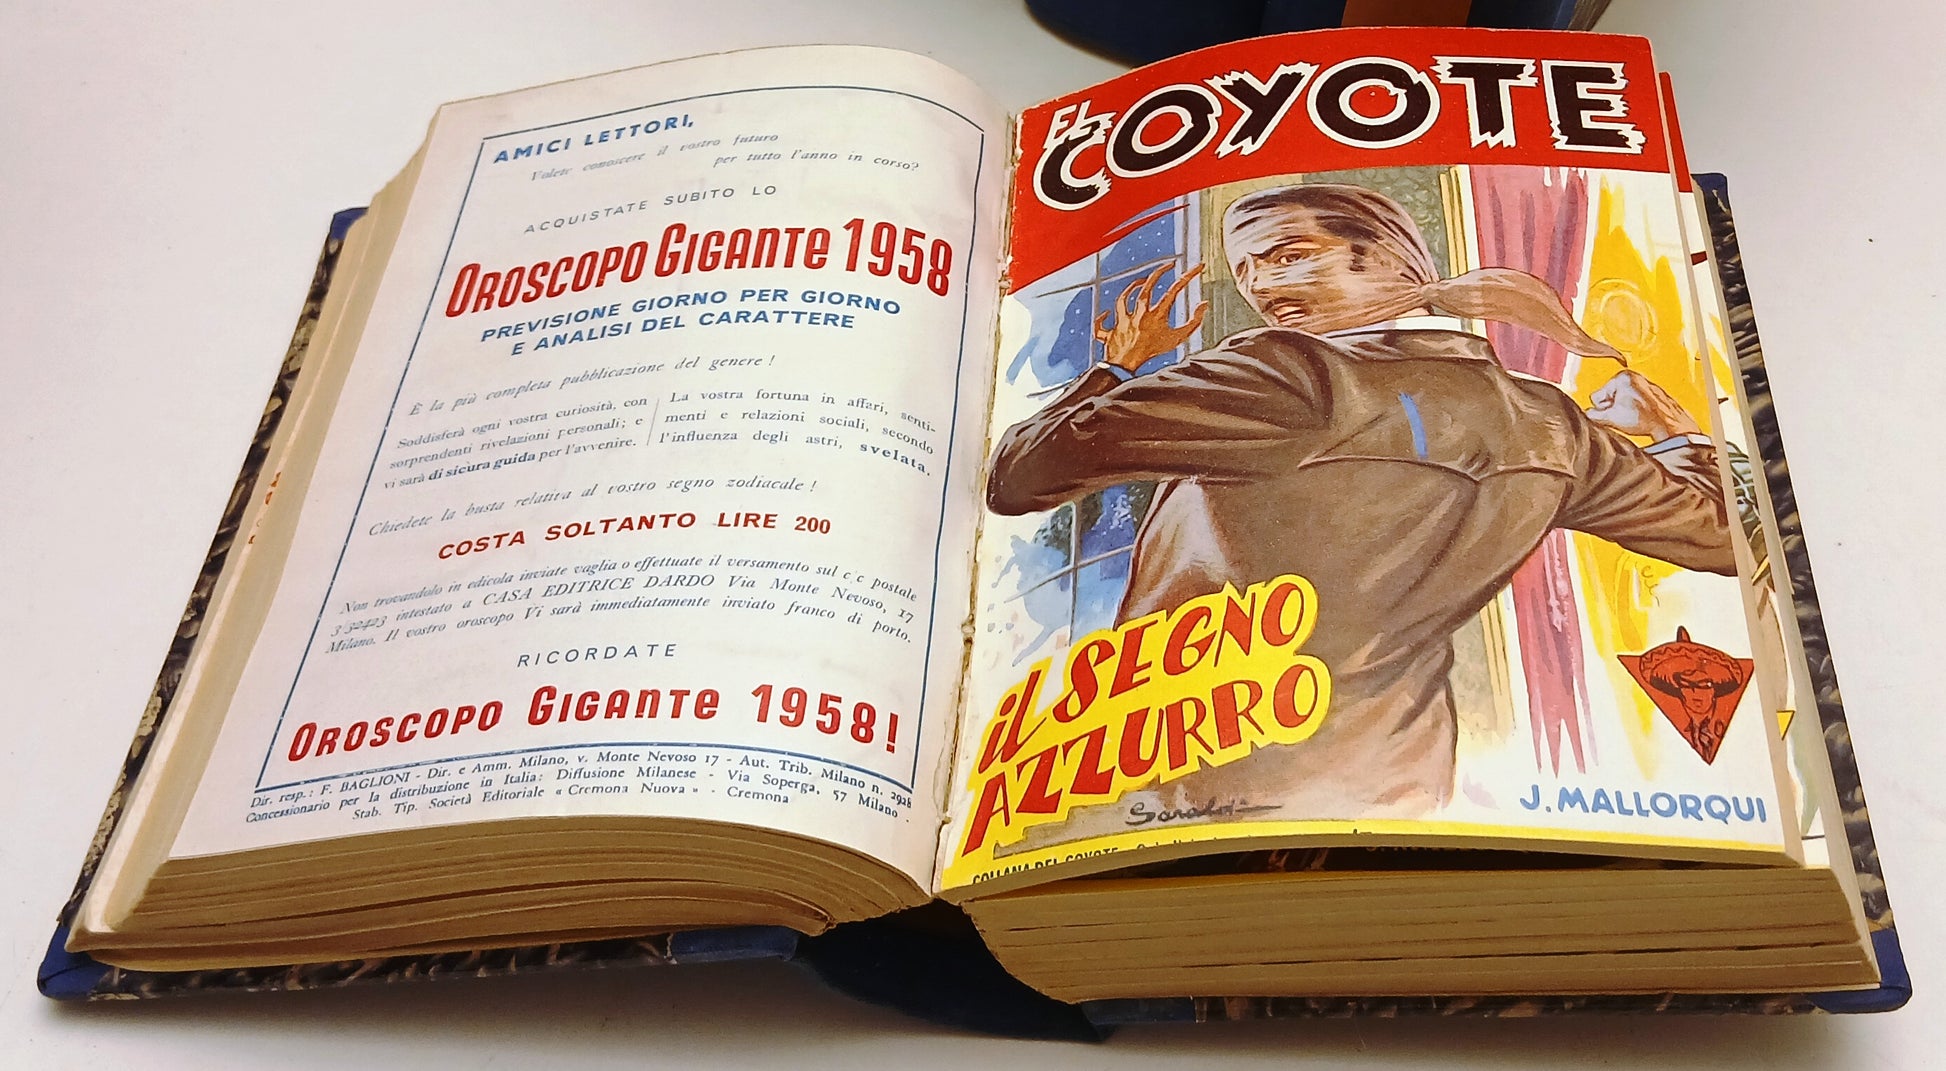 AMICI LETTORI,
Volete conoscere il vostro futuro
per tutto l'anno in corso?
ACQUISTATE SUBITO LO
OROSCOPO GIGANTE 1958
PREVISIONE GIORNO PER GIORNO
E ANALISI DEL CARATTERE
È la più completa pubblicazione del genere !
Soddisferà ogni vostra curiosità, con
sorprendenti rivelazioni personali; e
vi sarà di sicura guida per l'avvenire.
La vostra fortuna in affari, senti-
menti e relazioni sociali, secondo
l'influenza degli astri, svelata.
Chiedete la busta relativa al vostro segno zodiacale !
COSTA SOLTANTO LIRE 200
Non trovandolo in edicola inviate vaglia o effettuate il versamento sul c/c postale
3/32423 intestato a CASA EDITRICE DARDO Via Monte Nevoso, 17
Milano. Il vostro oroscopo Vi sarà immediatamente inviato franco di porto.
RICORDATE
OROSCOPO GIGANTE 1958!
Dir. resp.: F. BAGLIONI - Dir. e Amm. Milano, v. Monte Nevoso 17 - Aut. Trib. Milano n. 2928
Concessionario per la distribuzione in Italia: Diffusione Milanese - Via Soperga, 57 Milano -
Stab. Tip. Società Editoriale « Cremona Nuova » - Cremona
EL
COYOTE
il SEGNO
AZZURRO
160
J. MALLORQUI
COLLANA DEL COYOTE